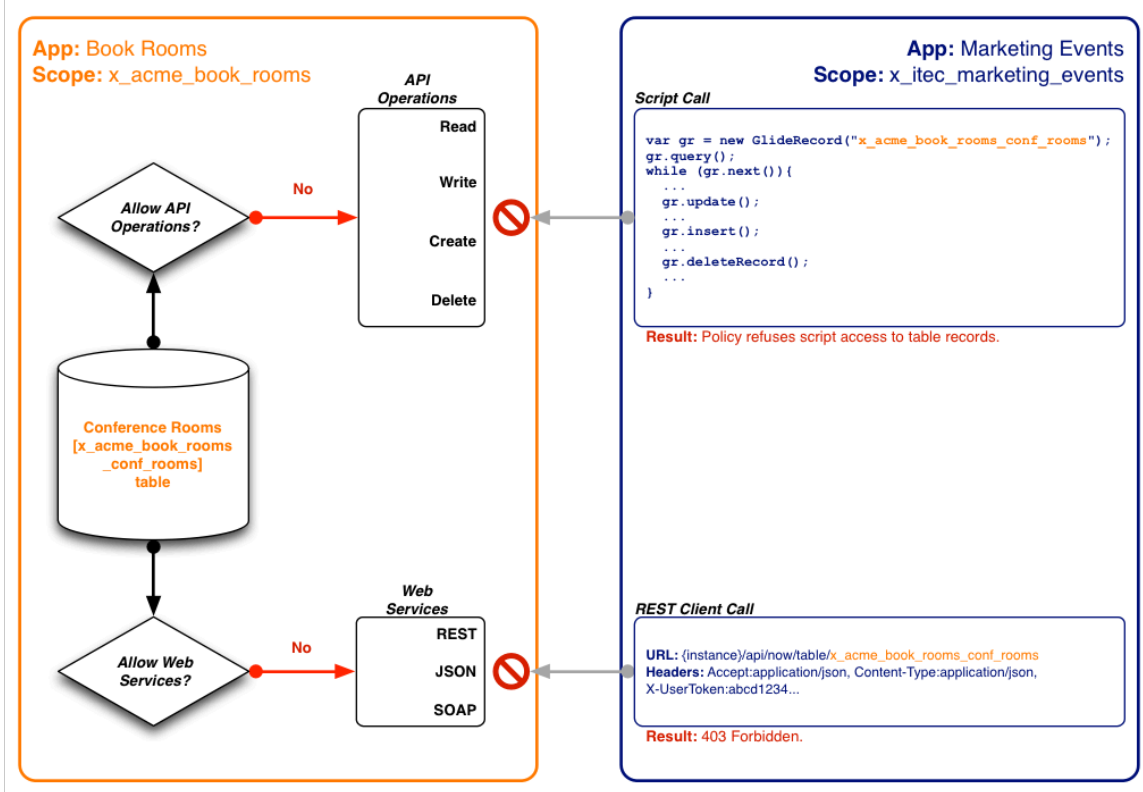 App: Book Rooms
Scope: x_acme_book_rooms
API
Operations
Read
Write
Create
Delete
Allow API
Operations?
No
Conference Rooms
[x_acme_book_rooms
_conf_rooms]
table
Allow Web
Services?
No
Web
Services
REST
JSON
SOAP
App: Marketing Events
Scope: x_itec_marketing_events
Script Call
var gr = new GlideRecord("x_acme_book_rooms_conf_rooms");
gr.query();
while (gr.next()){
...
gr.update();
...
gr.insert();
...
gr.deleteRecord();
...
}
Result: Policy refuses script access to table records.
REST Client Call
URL: {instance}/api/now/table/x_acme_book_rooms_conf_rooms
Headers: Accept:application/json, Content-Type:application/json,
X-UserToken:abcd1234...
Result: 403 Forbidden.